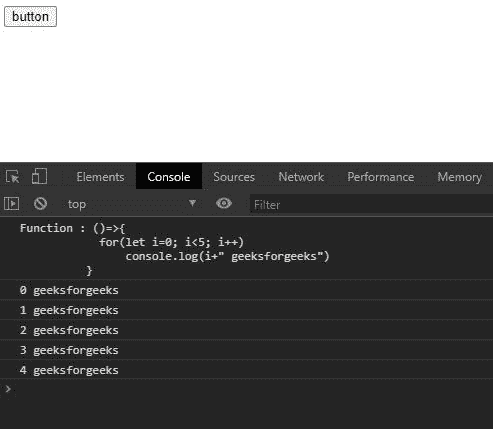 button
Elements Console Sources Network Performance Memory
top Filter
Function : ()=>{
for(let i=0; i<5; i++)
console.log(i+" geeksforgeeks")
}
0 geeksforgeeks
1 geeksforgeeks
2 geeksforgeeks
3 geeksforgeeks
4 geeksforgeeks
>